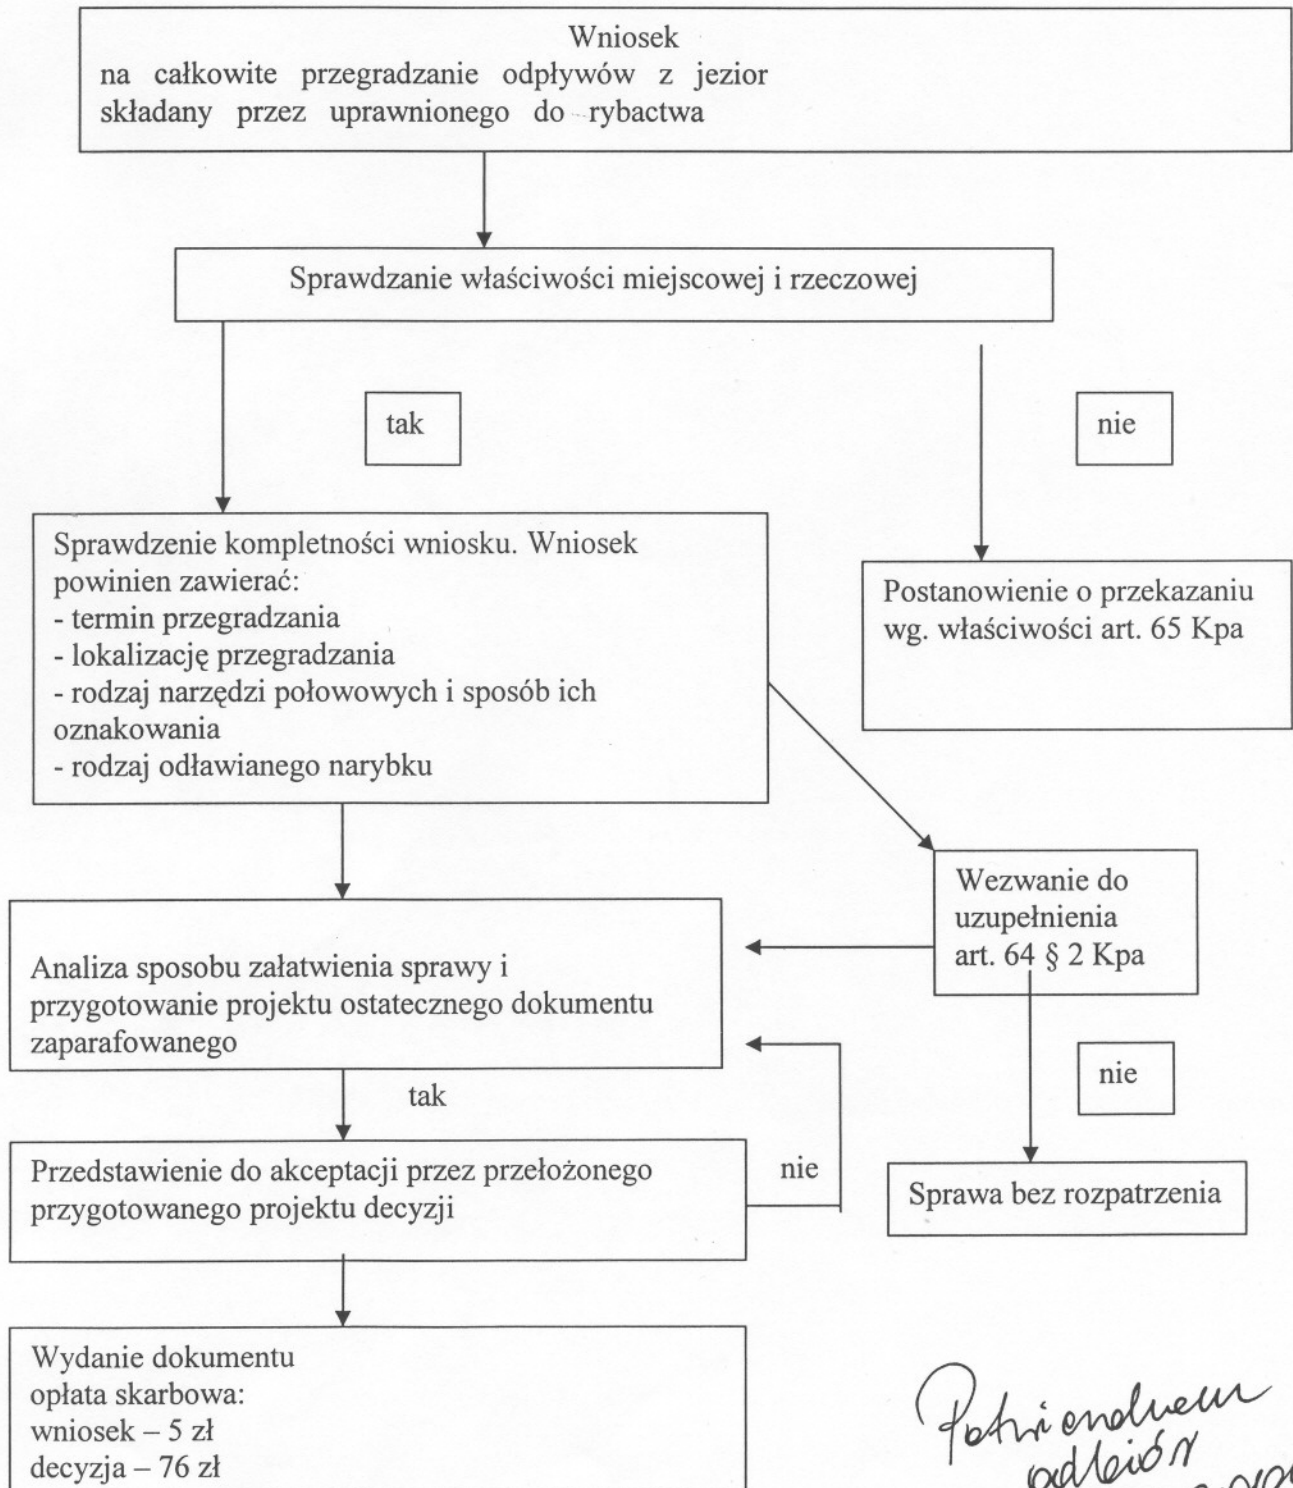 Wniosek
na całkowite przegradzanie odpływów z jezior
składany przez uprawnionego do rybactwa
Sprawdzanie właściwości miejscowej i rzeczowej
tak
nie
Sprawdzenie kompletności wniosku. Wniosek
powinien zawierać:
- termin przegradzania
- lokalizację przegradzania
- rodzaj narzędzi połowowych i sposób ich
oznakowania
- rodzaj odławianego narybku
Postanowienie o przekazaniu
wg. właściwości art. 65 Kpa
Wezwanie do
uzupełnienia
art. 64 § 2 Kpa
Analiza sposobu załatwienia sprawy i
przygotowanie projektu ostatecznego dokumentu
zaparafowanego
tak
nie
Przedstawienie do akceptacji przez przełożonego
przygotowanego projektu decyzji
nie
Sprawa bez rozpatrzenia
Wydanie dokumentu
opłata skarbowa:
wniosek – 5 zł
decyzja – 76 zł
odbiór